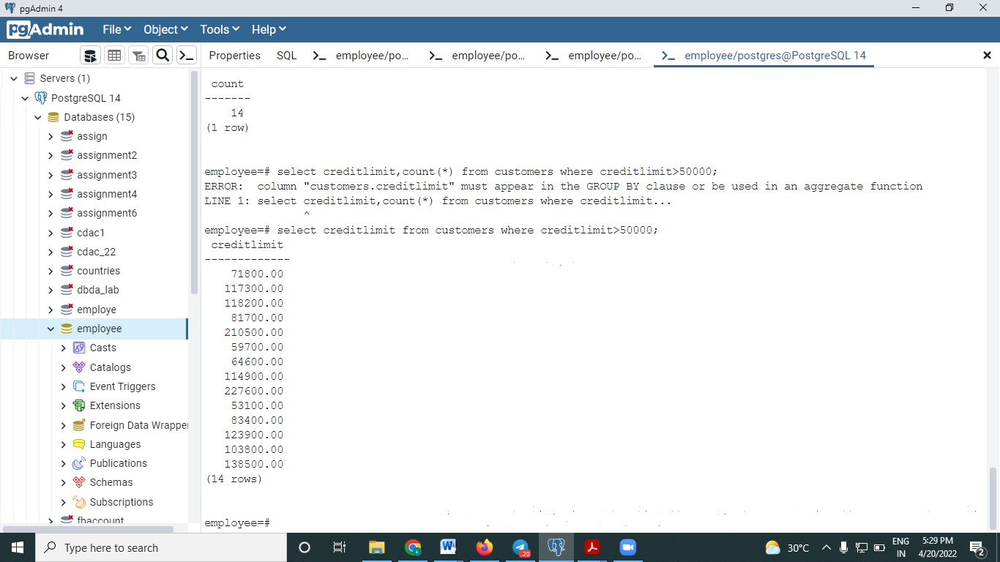 pgAdmin 4
pgAdmin File Object Tools Help
Browser
Properties SQL employee/po... employee/po... employee/po... employee/postgres@PostgreSQL 14
Servers (1)
PostgreSQL 14
Databases (15)
assign
assignment2
assignment3
assignment4
assignment6
cdac1
cdac_22
countries
dbda_lab
employe
employee
Casts
Catalogs
Event Triggers
Extensions
Foreign Data Wrapper
Languages
Publications
Schemas
Subscriptions
fbaccount
count
-------
14
(1 row)
employee=# select creditlimit,count(*) from customers where creditlimit>50000;
ERROR:  column "customers.creditlimit" must appear in the GROUP BY clause or be used in an aggregate function
LINE 1: select creditlimit,count(*) from customers where creditlimit...
^
employee=# select creditlimit from customers where creditlimit>50000;
creditlimit
-------------
71800.00
117300.00
118200.00
81700.00
210500.00
59700.00
64600.00
114900.00
227600.00
53100.00
83400.00
123900.00
103800.00
138500.00
(14 rows)
employee=#
Type here to search
20
30°C
ENG
IN
5:29 PM
4/20/2022
2